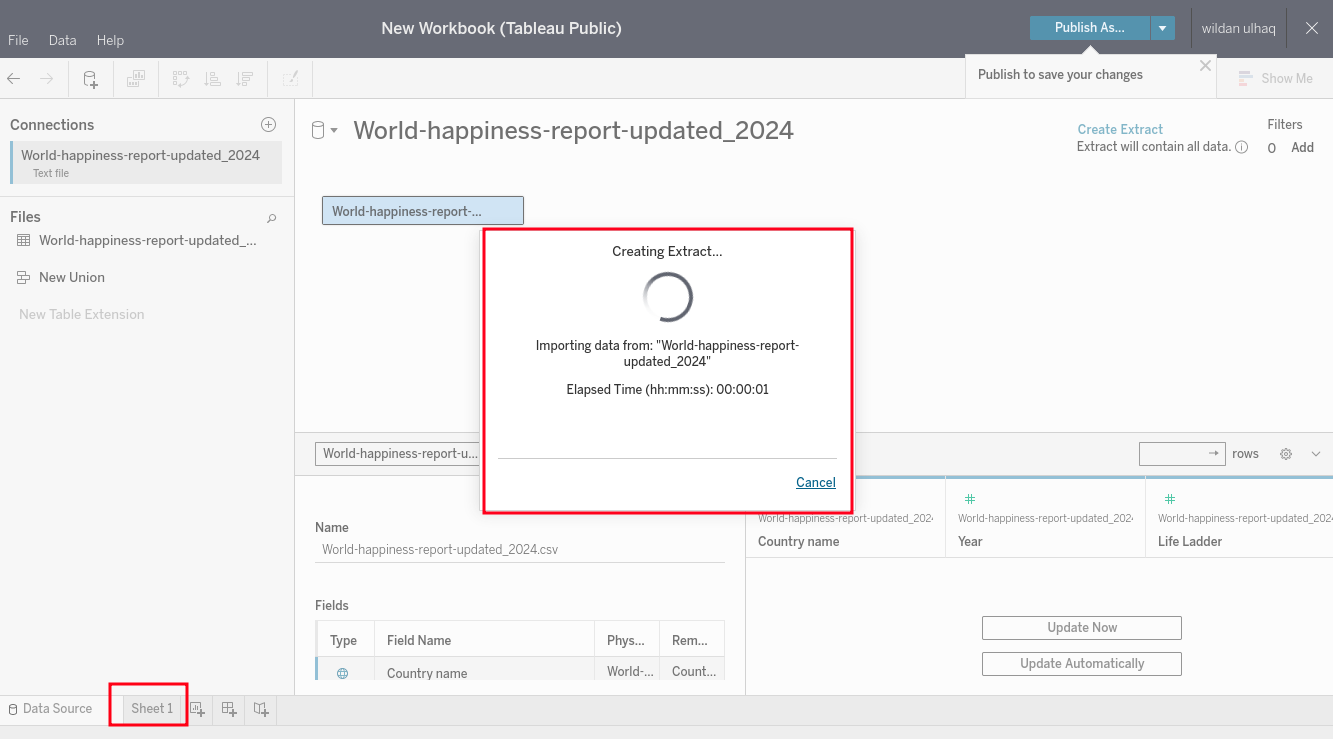 New Workbook (Tableau Public)
Publish As...
wildan ulhaq
File Data Help
Publish to save your changes
Show Me
Connections
World-happiness-report-updated_2024
Text file
World-happiness-report-updated_2024
Create Extract
Extract will contain all data.
Filters
0 Add
Files
World-happiness-report-updated_...
New Union
New Table Extension
World-happiness-report-...
Creating Extract...
Importing data from: "World-happiness-report-
updated_2024"
Elapsed Time (hh:mm:ss): 00:00:01
Cancel
World-happiness-report-u...
rows
Name
World-happiness-report-updated_2024.csv
Fields
Type Field Name Phys... Rem...
Country name World-... Count...
World-happiness-report-updated_2024
Country name
World-happiness-report-updated_2024
Year
World-happiness-report-updated_2024
Life Ladder
Update Now
Update Automatically
Data Source Sheet 1